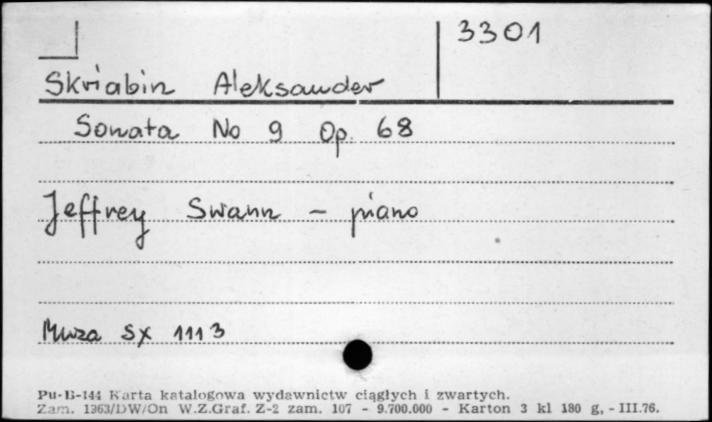 3301
Skriabin Aleksander
Sonata No 9 Op. 68
Jeffrey Swann - piano
Muza SX 1113
Pu-B-144 Karta katalogowa wydawnictw ciągłych i zwartych.
Zam. 1363/DW/On W.Z.Graf. Z-2 zam. 107 - 9.700.000 - Karton 3 kl 180 g, - III.76.